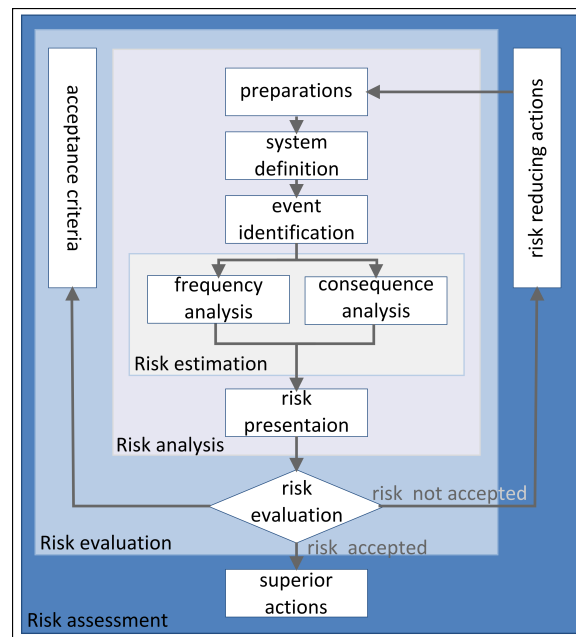 acceptance criteria
risk reducing actions
preparations
system
definition
event
identification
frequency
analysis
consequence
analysis
Risk estimation
risk
presentaion
Risk analysis
risk
evaluation
risk  not accepted
Risk evaluation
risk  accepted
superior
actions
Risk assessment